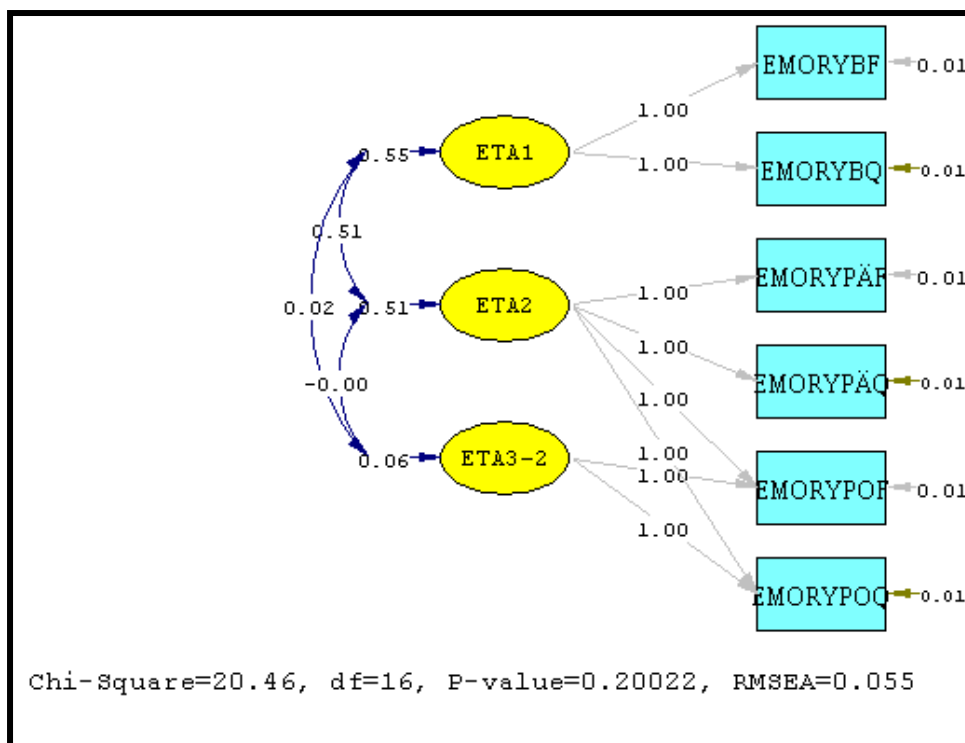 EMORYBF
0.01
1.00
0.55
ETA1
1.00
EMORYBQ
0.01
0.51
EMORYPÄF
0.01
1.00
0.02
0.51
ETA2
1.00
EMORYPÄQ
0.01
-0.00
1.00
0.06
ETA3-2
1.00
1.00
EMORYPOF
0.01
1.00
EMORYPOQ
0.01
Chi-Square=20.46, df=16, P-value=0.20022, RMSEA=0.055